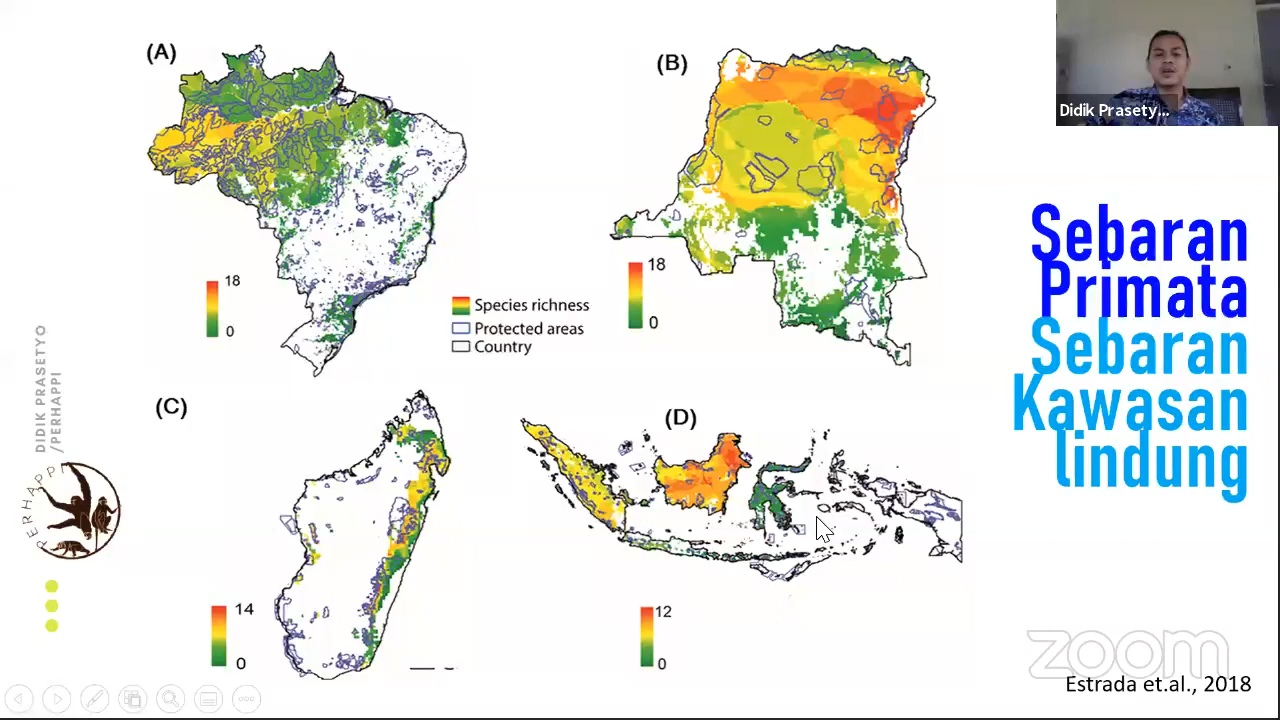 (A)
(B)
Didik Prasety...
Sebaran
Primata
Sebaran
Kawasan
lindung
18
0
Species richness
Protected areas
Country
18
0
DIDIK PRASETYO
/PERHAPPI
PERHAPPI
(C)
(D)
14
0
12
0
zoom
Estrada et.al., 2018